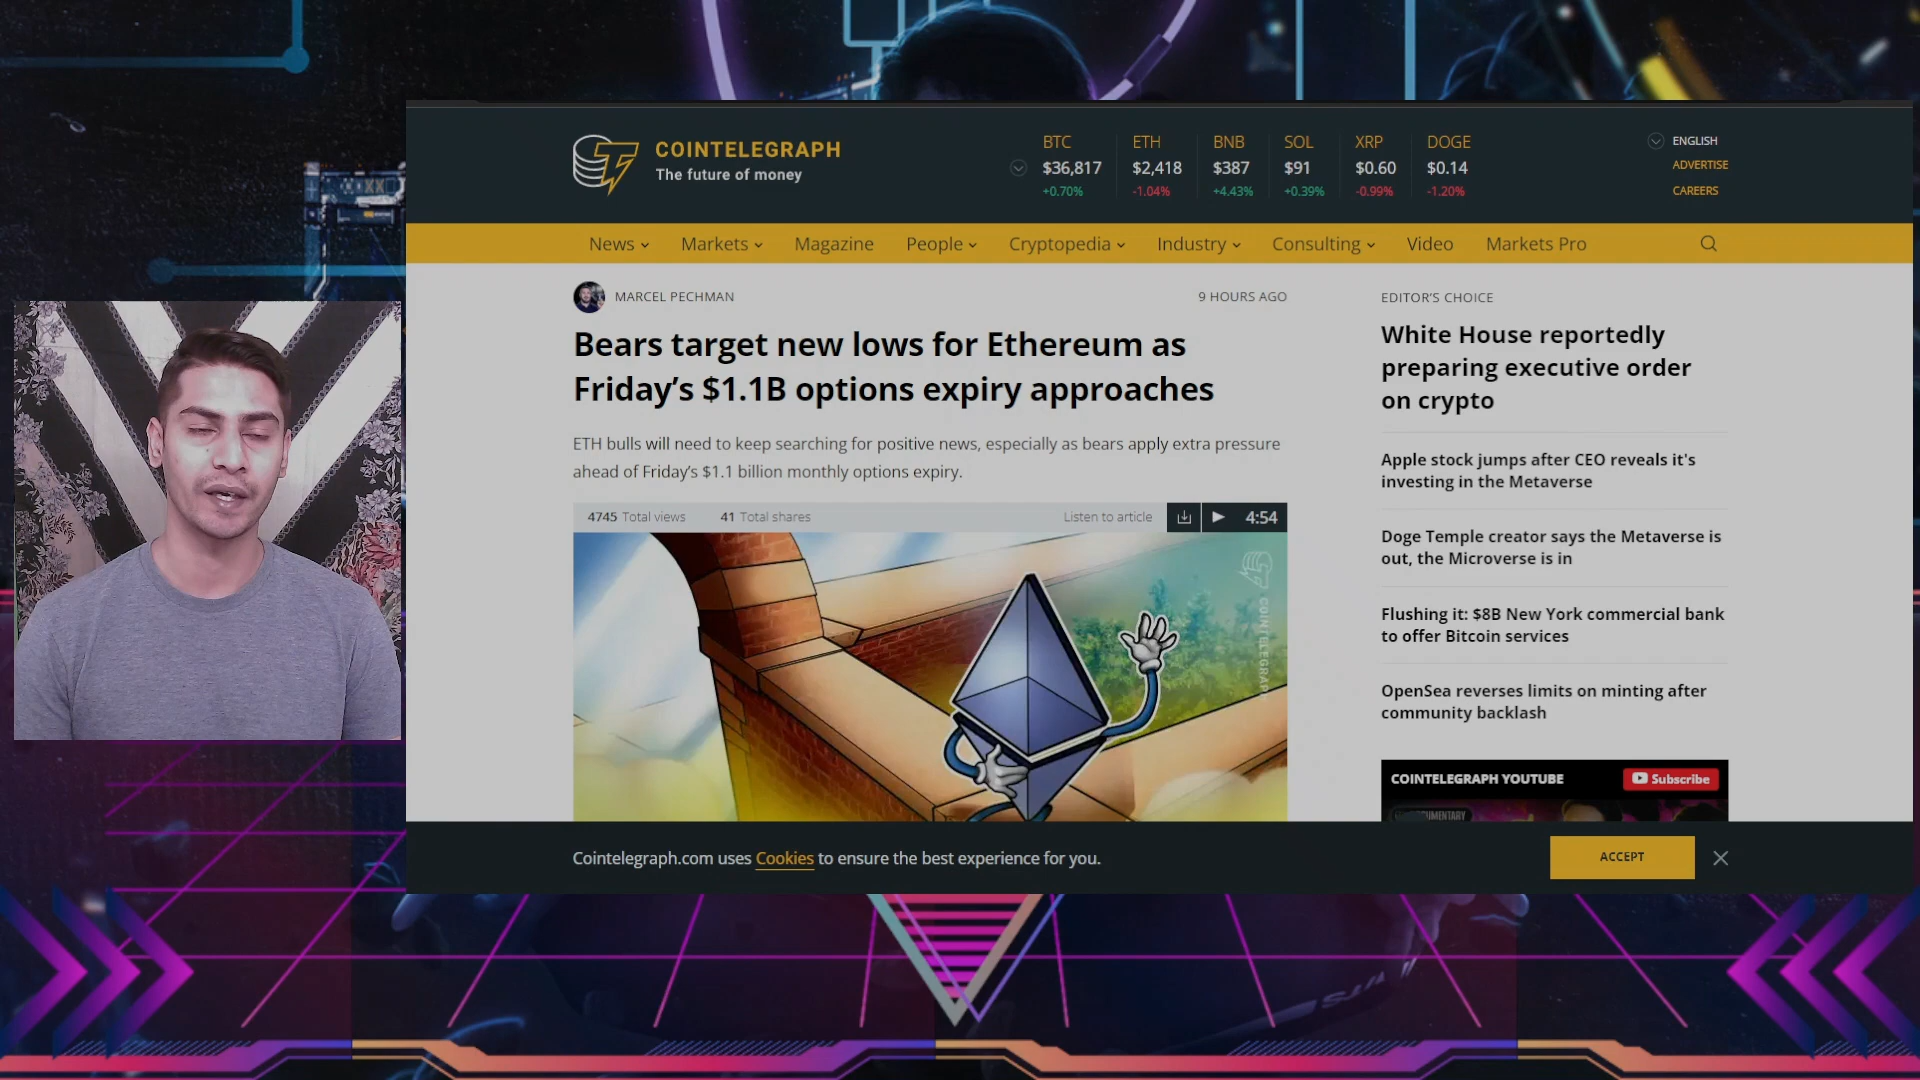 COINTELEGRAPH
The future of money
BTC ETH BNB SOL XRP DOGE
$36,817 $2,418 $387 $91 $0.60 $0.14
+0.70% -1.04% +4.43% +0.39% -0.99% -1.20%
ENGLISH
ADVERTISE
CAREERS
News Markets Magazine People Cryptopedia Industry Consulting Video Markets Pro
MARCEL PECHMAN
9 HOURS AGO
Bears target new lows for Ethereum as
Friday’s $1.1B options expiry approaches
ETH bulls will need to keep searching for positive news, especially as bears apply extra pressure
ahead of Friday’s $1.1 billion monthly options expiry.
4745 Total views 41 Total shares Listen to article 4:54
COINTELEGRAPH
EDITOR’S CHOICE
White House reportedly
preparing executive order
on crypto
Apple stock jumps after CEO reveals it's
investing in the Metaverse
Doge Temple creator says the Metaverse is
out, the Microverse is in
Flushing it: $8B New York commercial bank
to offer Bitcoin services
OpenSea reverses limits on minting after
community backlash
COINTELEGRAPH YOUTUBE
Subscribe
Cointelegraph.com uses Cookies to ensure the best experience for you.
ACCEPT